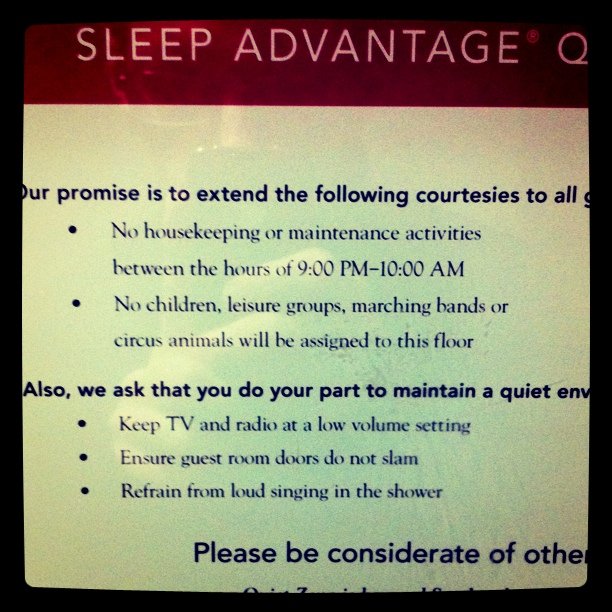 SLEEP ADVANTAGE® Q
Our promise is to extend the following courtesies to all g
• No housekeeping or maintenance activities
between the hours of 9:00 PM–10:00 AM
• No children, leisure groups, marching bands or
circus animals will be assigned to this floor
Also, we ask that you do your part to maintain a quiet env
• Keep TV and radio at a low volume setting
• Ensure guest room doors do not slam
• Refrain from loud singing in the shower
Please be considerate of other